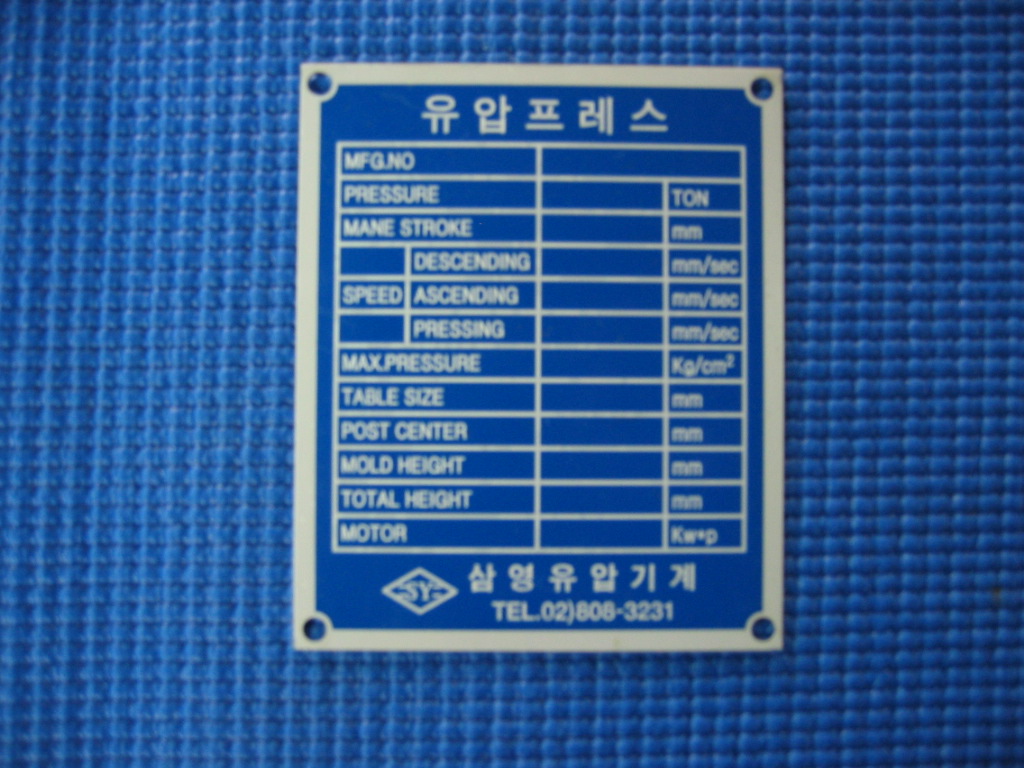 유압프레스
MFG.NO
PRESSURE TON
MANE STROKE mm
DESCENDING mm/sec
SPEED ASCENDING mm/sec
PRESSING mm/sec
MAX.PRESSURE Kg/cm²
TABLE SIZE mm
POST CENTER mm
MOLD HEIGHT mm
TOTAL HEIGHT mm
MOTOR Kw*p
SY 삼영유압기계
TEL.02)808-3231